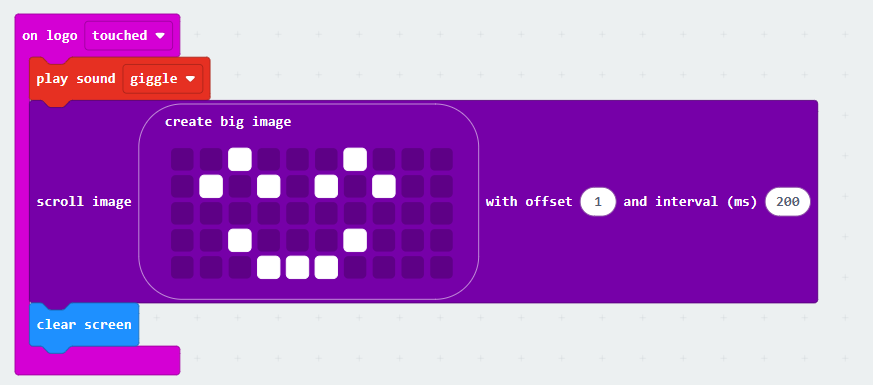 on logo touched
play sound giggle
create big image
scroll image with offset 1 and interval (ms) 200
clear screen